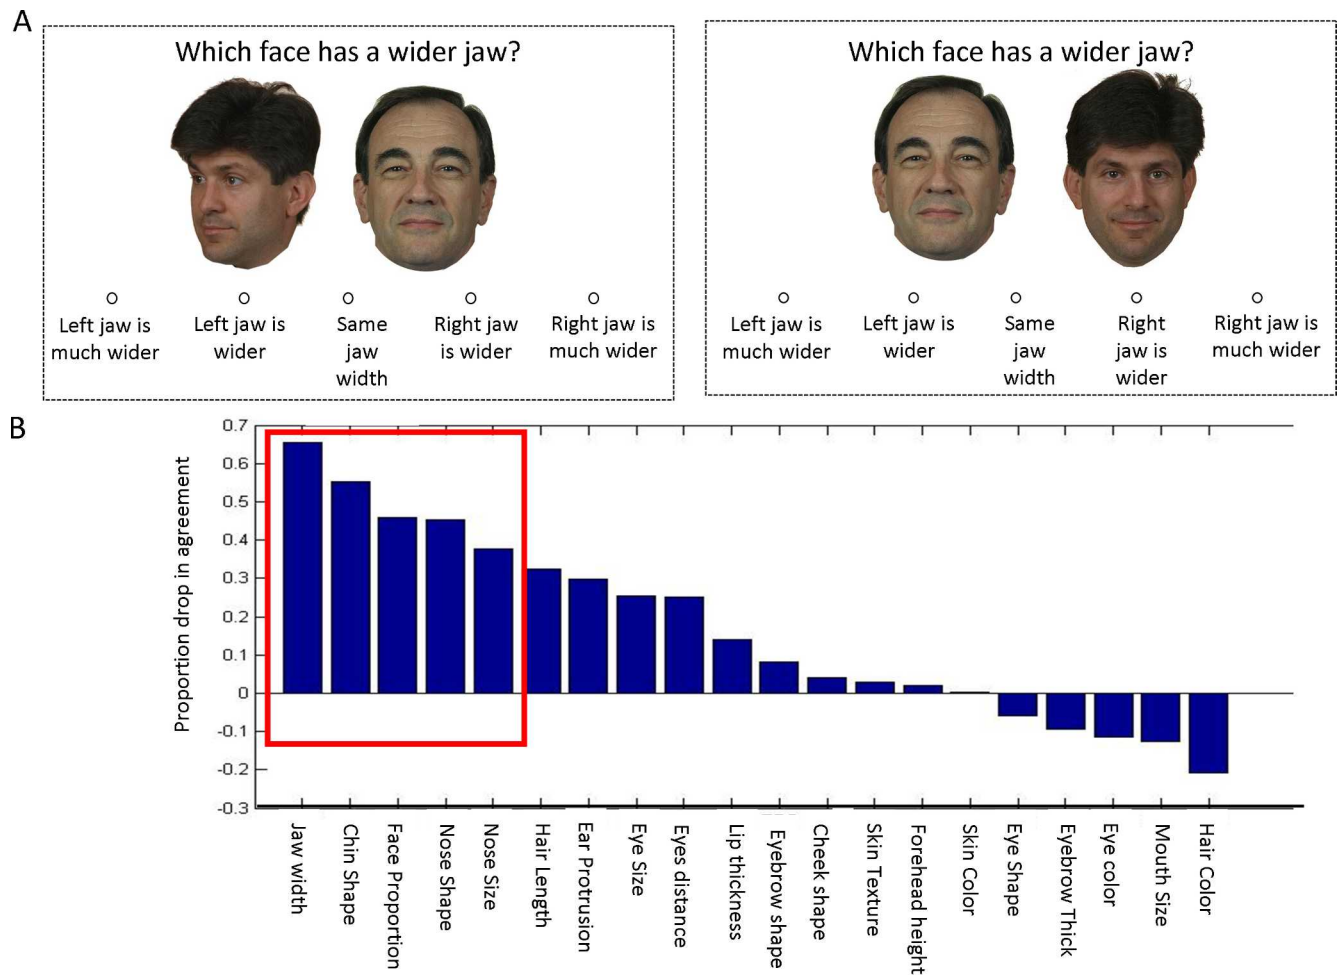 A
Which face has a wider jaw?
Left jaw is
much wider
Left jaw is
wider
Same
jaw
width
Right jaw
is wider
Right jaw is
much wider
Which face has a wider jaw?
Left jaw is
much wider
Left jaw is
wider
Same
jaw
width
Right
jaw is
wider
Right jaw is
much wider
B
Proportion drop in agreement
0.7
0.6
0.5
0.4
0.3
0.2
0.1
0
-0.1
-0.2
-0.3
Jaw width
Chin Shape
Face Proportion
Nose Shape
Nose Size
Hair Length
Ear Protrusion
Eye Size
Eyes distance
Lip thickness
Eyebrow shape
Cheek shape
Skin Texture
Forehead height
Skin Color
Eye Shape
Eyebrow Thick
Eye color
Mouth Size
Hair Color